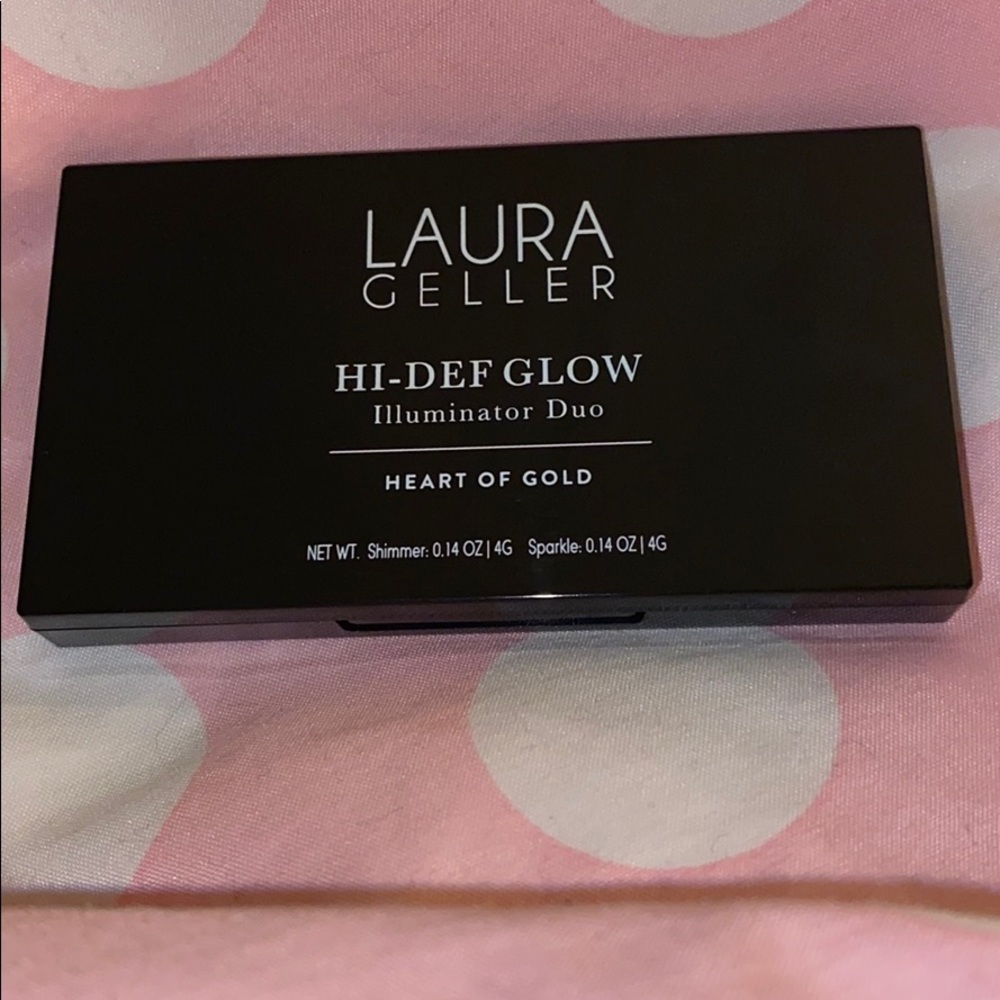 LAURA
GELLER
HI-DEF GLOW
Illuminator Duo
HEART OF GOLD
NET WT. Shimmer: 0.14 OZ | 4G Sparkle: 0.14 OZ | 4G